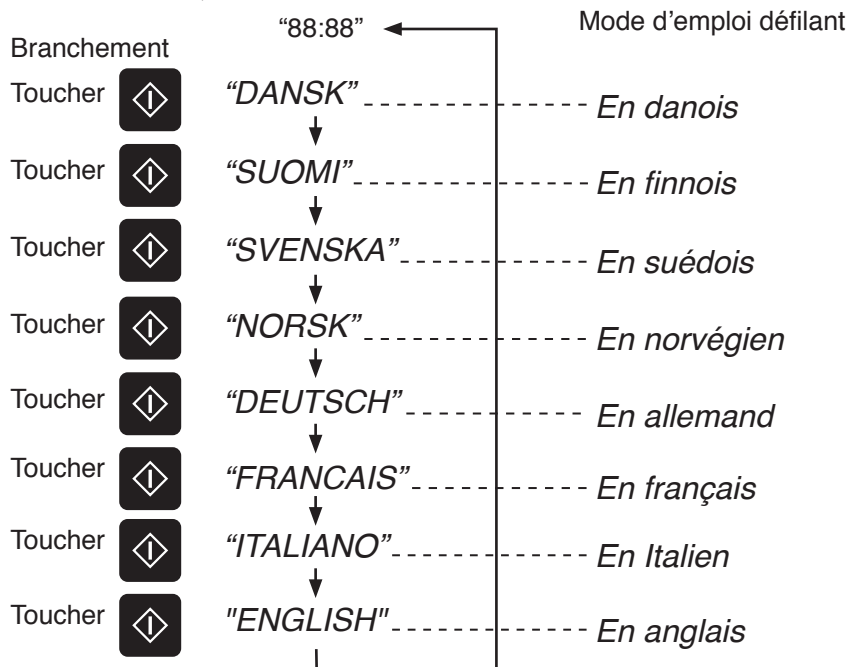 “88:88” Mode d’emploi défilant
Branchement
Toucher “DANSK” En danois
Toucher “SUOMI” En finnois
Toucher “SVENSKA” En suédois
Toucher “NORSK” En norvégien
Toucher “DEUTSCH” En allemand
Toucher “FRANCAIS” En français
Toucher “ITALIANO” En Italien
Toucher "ENGLISH" En anglais